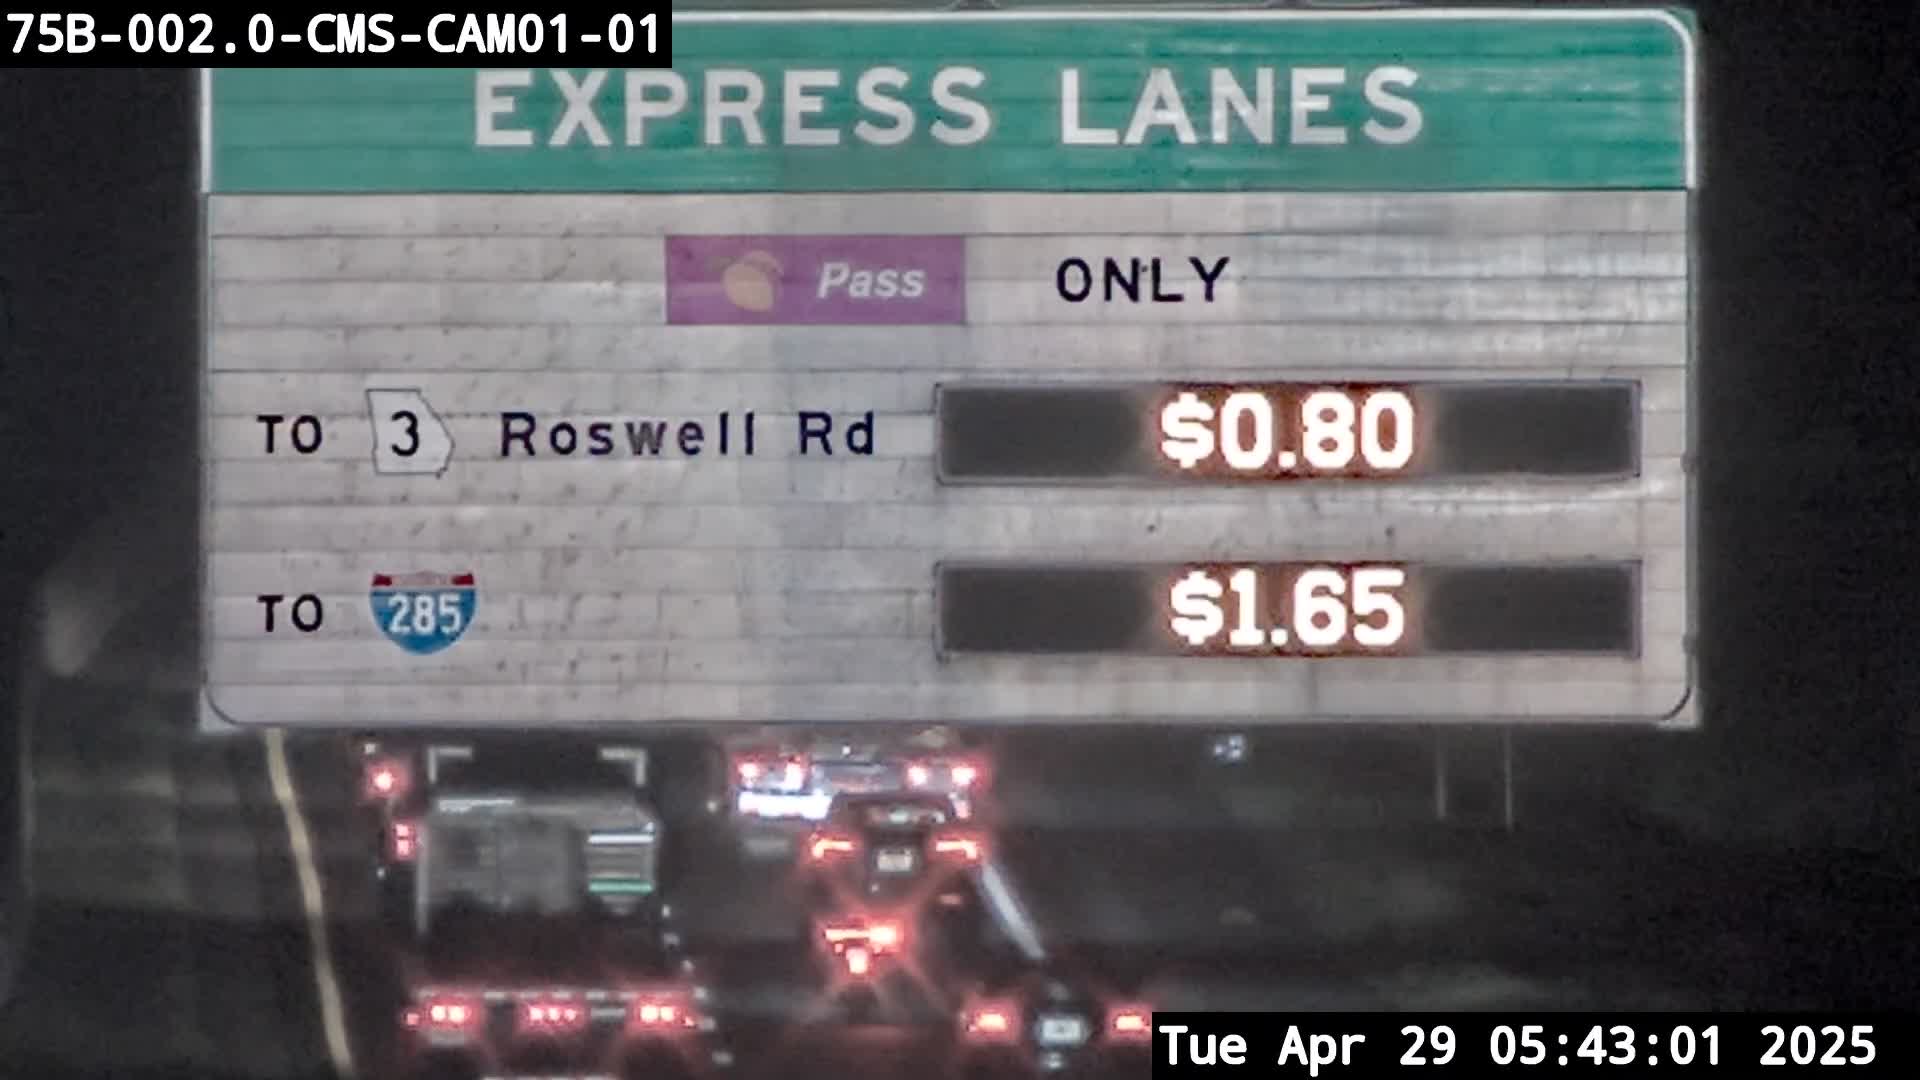 75B-002.0-CMS-CAM01-01
EXPRESS LANES
Pass ONLY
TO 3 Roswell Rd $0.80
TO 285 $1.65
Tue Apr 29 05:43:01 2025